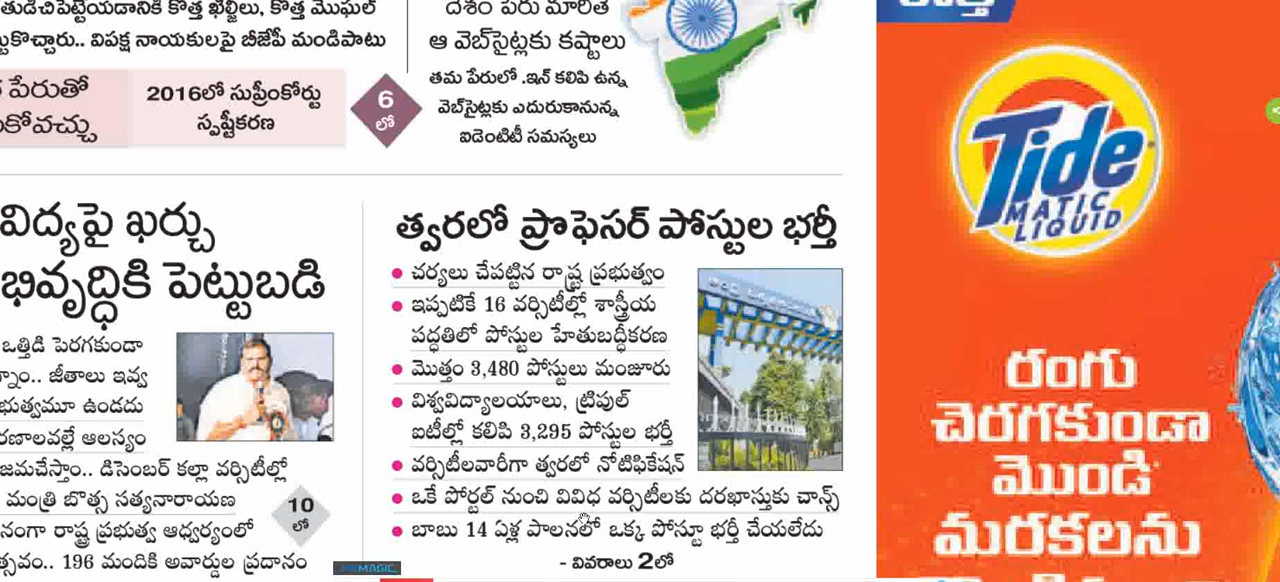 తుడిచిపెట్టేయడానికి కొత్త ఖిల్జీలు, కొత్త మొఘల్
విపక్ష నాయకులపై బీజేపీ మండిపాటు
పేరుతో
2016లో సుప్రీంకోర్టు
స్పష్టీకరణ
6
లో
దేశం పేరు మారితే
ఆ వెబ్‌సైట్లకు కష్టాలు
తమ పేరులో .ఇన్ కలిపి ఉన్న
వెబ్‌సైట్లకు ఎదురుకానున్న
ఐడెంటిటీ సమస్యలు
విద్యపై ఖర్చు
భివృద్ధికి పెట్టుబడి
ఒత్తిడి పెరగకుండా
జీతాలు ఇవ్వ
భుత్వమూ ఉండదు
రణాలవల్లే ఆలస్యం
జమచేస్తాం.. డిసెంబర్ కల్లా వర్సిటీల్లో
మంత్రి బొత్స సత్యనారాయణ
నంగా రాష్ట్ర ప్రభుత్వ ఆధ్వర్యంలో
త్సవం.. 196 మందికి అవార్డుల ప్రదానం
10
లో
త్వరలో ప్రొఫెసర్ పోస్టుల భర్తీ
• చర్యలు చేపట్టిన రాష్ట్ర ప్రభుత్వం
• ఇప్పటికే 16 వర్సిటీల్లో శాస్త్రీయ
పద్ధతిలో పోస్టుల హేతుబద్ధీకరణ
• మొత్తం 3,480 పోస్టులు మంజూరు
• విశ్వవిద్యాలయాలు, ట్రిపుల్
ఐటీల్లో కలిపి 3,295 పోస్టుల భర్తీ
• వర్సిటీలవారీగా త్వరలో నోటిఫికేషన్
• ఒకే పోర్టల్ నుంచి వివిధ వర్సిటీలకు దరఖాస్తుకు చాన్స్
• బాబు 14 ఏళ్ల పాలనలో ఒక్క పోస్టూ భర్తీ చేయలేదు
- వివరాలు 2లో
Tide
MATIC
LIQUID
రంగు
చెరగకుండా
మొండి*
మరకలను